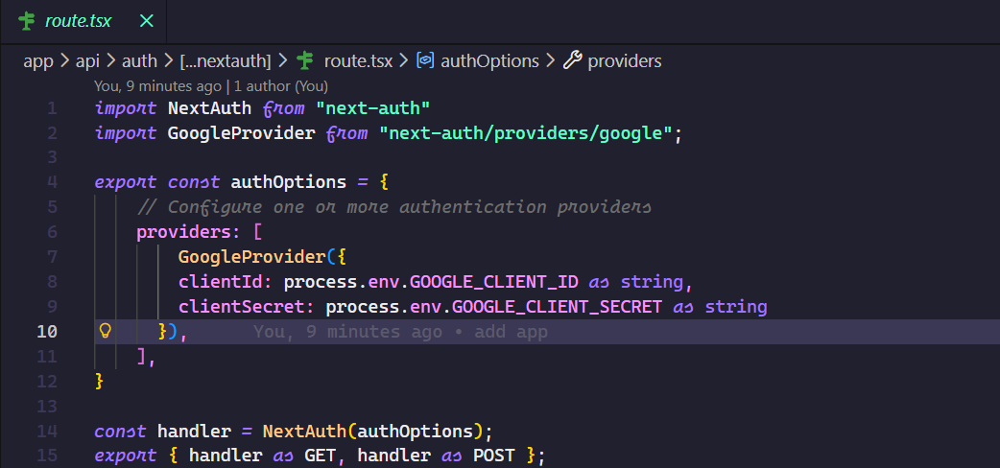 route.tsx
app > api > auth > [...nextauth] > route.tsx > authOptions > providers
You, 9 minutes ago | 1 author (You)
1 import NextAuth from "next-auth"
2 import GoogleProvider from "next-auth/providers/google";
3
4 export const authOptions = {
5 // Configure one or more authentication providers
6 providers: [
7 GoogleProvider({
8 clientId: process.env.GOOGLE_CLIENT_ID as string,
9 clientSecret: process.env.GOOGLE_CLIENT_SECRET as string
10 }), You, 9 minutes ago • add app
11 ],
12 }
13
14 const handler = NextAuth(authOptions);
15 export { handler as GET, handler as POST };